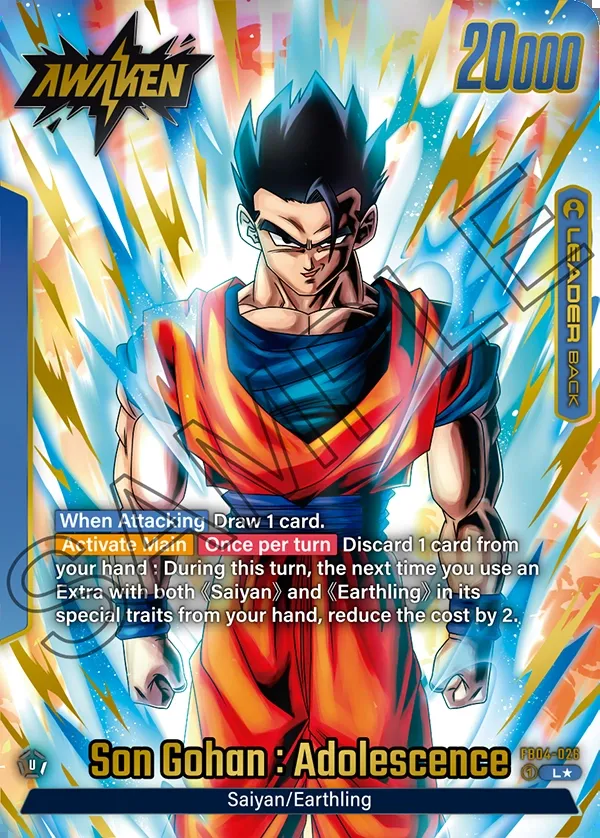 AWAKEN
20000
LEADER BACK
When Attacking Draw 1 card.
Activate Main Once per turn Discard 1 card from
your hand : During this turn, the next time you use an
Extra with both 《Saiyan》 and 《Earthling》 in its
special traits from your hand, reduce the cost by 2.
SAMPLE
Son Gohan : Adolescence
FB04-026
U
L★
Saiyan/Earthling